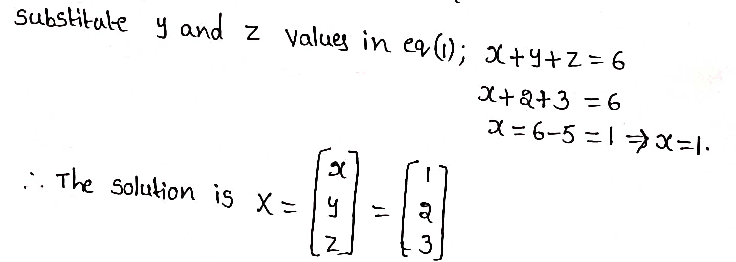 substitute y and z values in eq(1); x+y+z=6
x+2+3 =6
x=6-5 =1 ⇒ x=1.
∴ The solution is X = [x y z] = [1 2 3]